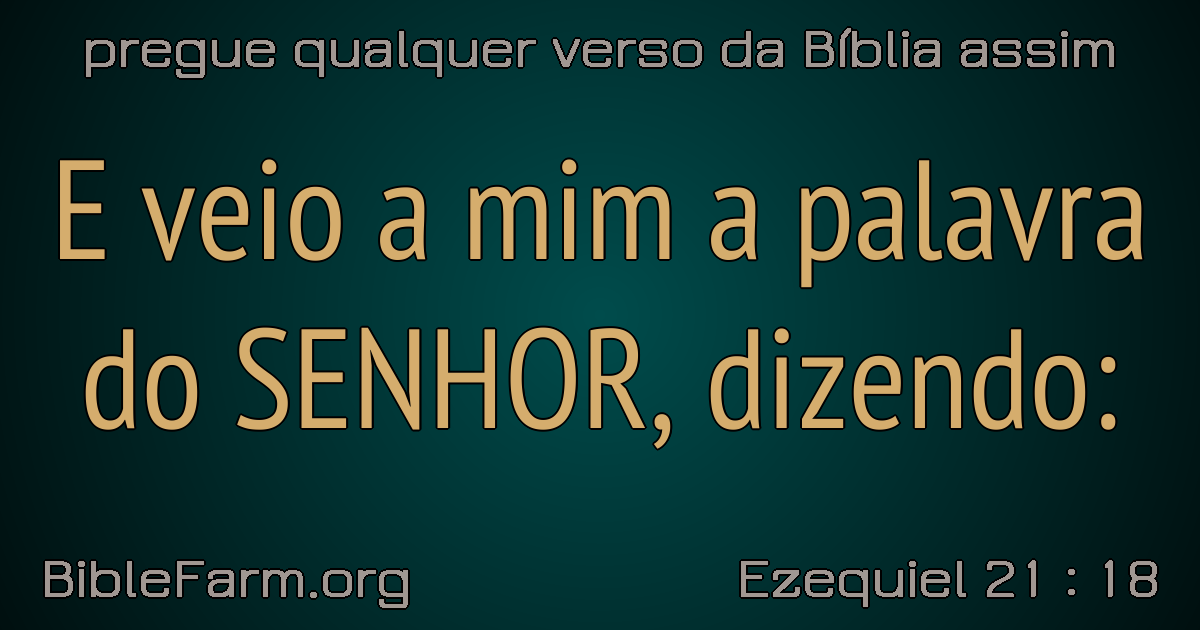 pregue qualquer verso da Bíblia assim
E veio a mim a palavra
do SENHOR, dizendo:
BibleFarm.org
Ezequiel 21 : 18